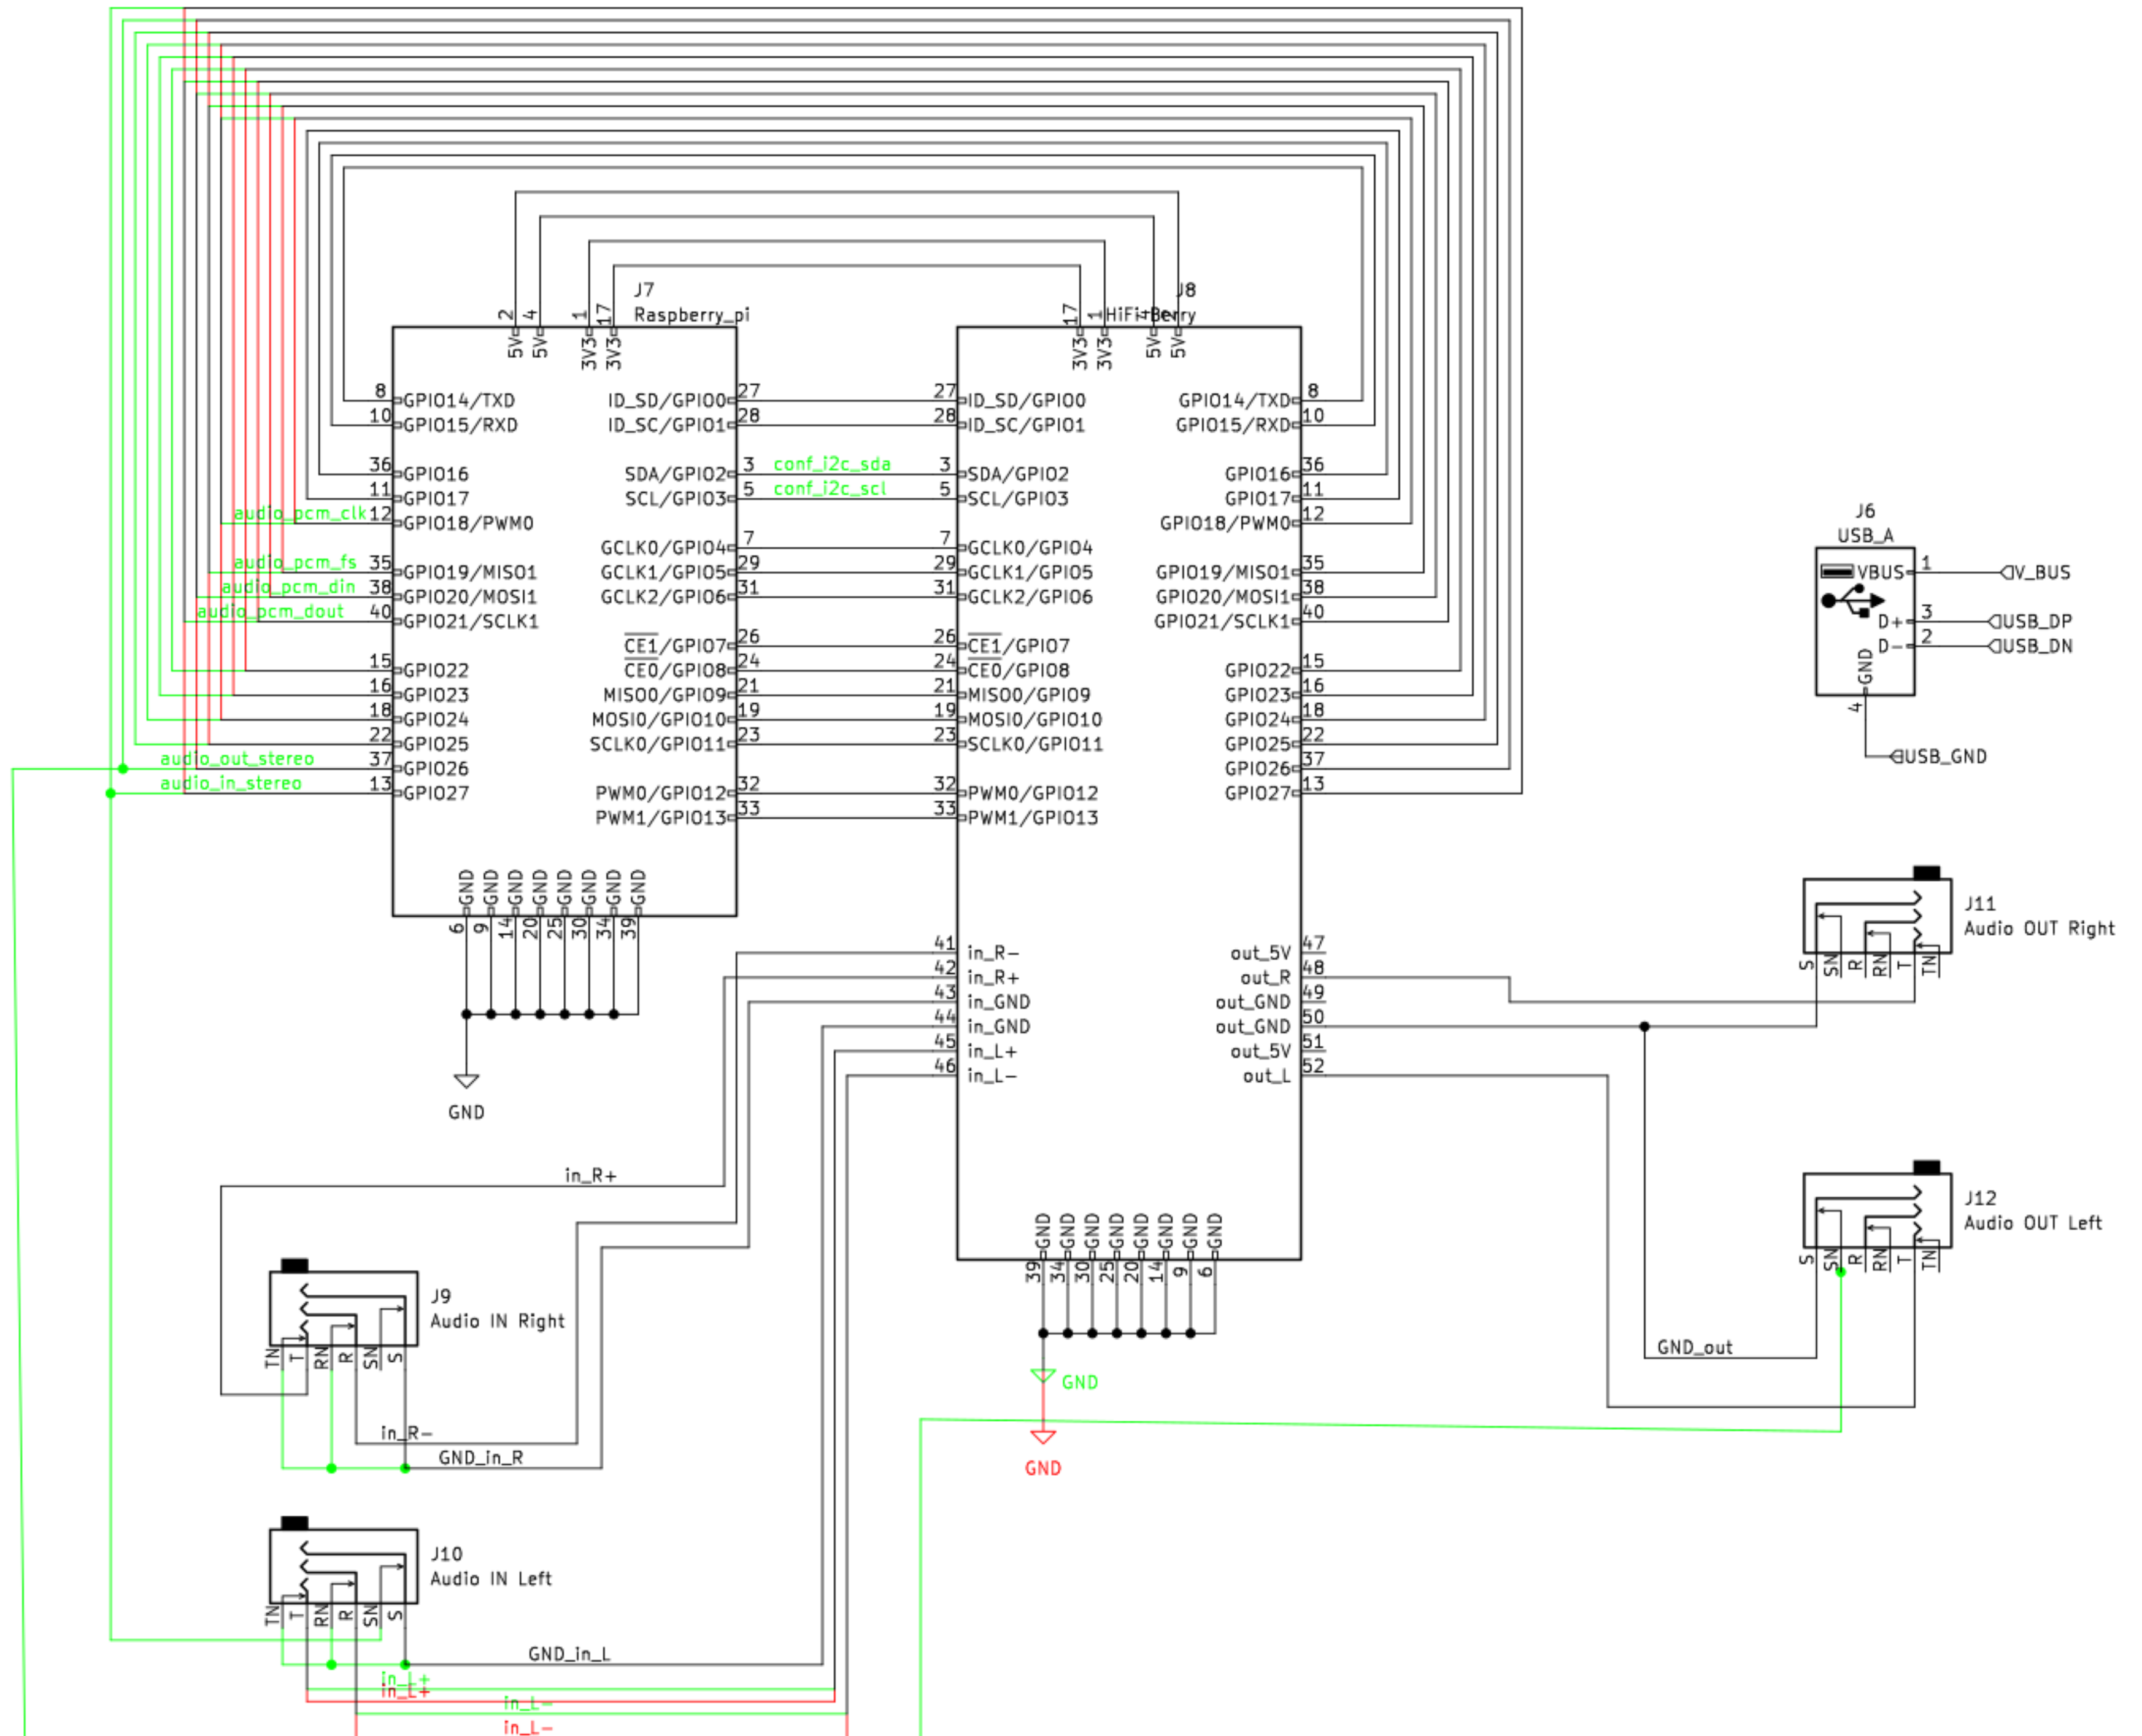 J7
Raspberry_pi
2
4
1
17
5V
5V
3V3
3V3
8 GPIO14/TXD
10 GPIO15/RXD
36 GPIO16
11 GPIO17
audio_pcm_clk 12 GPIO18/PWM0
audio_pcm_fs 35 GPIO19/MISO1
audio_pcm_din 38 GPIO20/MOSI1
audio_pcm_dout 40 GPIO21/SCLK1
15 GPIO22
16 GPIO23
18 GPIO24
22 GPIO25
audio_out_stereo 37 GPIO26
audio_in_stereo 13 GPIO27
ID_SD/GPIO0 27
ID_SC/GPIO1 28
SDA/GPIO2 3 conf_i2c_sda
SCL/GPIO3 5 conf_i2c_scl
GCLK0/GPIO4 7
GCLK1/GPIO5 29
GCLK2/GPIO6 31
CE1/GPIO7 26
CE0/GPIO8 24
MISO0/GPIO9 21
MOSI0/GPIO10 19
SCLK0/GPIO11 23
PWM0/GPIO12 32
PWM1/GPIO13 33
GND GND GND GND GND GND GND GND
6 9 14 20 25 30 34 39
GND
J8
HiFi-Berry
17
1
4
3V3
3V3
5V
5V
27 ID_SD/GPIO0
28 ID_SC/GPIO1
3 SDA/GPIO2
5 SCL/GPIO3
7 GCLK0/GPIO4
29 GCLK1/GPIO5
31 GCLK2/GPIO6
26 CE1/GPIO7
24 CE0/GPIO8
21 MISO0/GPIO9
19 MOSI0/GPIO10
23 SCLK0/GPIO11
32 PWM0/GPIO12
33 PWM1/GPIO13
41 in_R-
42 in_R+
43 in_GND
44 in_GND
45 in_L+
46 in_L-
GPIO14/TXD 8
GPIO15/RXD 10
GPIO16 36
GPIO17 11
GPIO18/PWM0 12
GPIO19/MISO1 35
GPIO20/MOSI1 38
GPIO21/SCLK1 40
GPIO22 15
GPIO23 16
GPIO24 18
GPIO25 22
GPIO26 37
GPIO27 13
out_5V 47
out_R 48
out_GND 49
out_GND 50
out_5V 51
out_L 52
GND GND GND GND GND GND GND GND
39 34 30 25 20 14 9 6
GND
GND
J6
USB_A
VBUS 1 V_BUS
D+ 3 USB_DP
D- 2 USB_DN
GND
4
USB_GND
J11
Audio OUT Right
S SN R RN T TN
J12
Audio OUT Left
S SN R RN T TN
GND_out
in_R+
J9
Audio IN Right
TN T RN R SN S
in_R-
GND_in_R
J10
Audio IN Left
TN T RN R SN S
GND_in_L
in_L+
in_L+
in_L-
in_L-